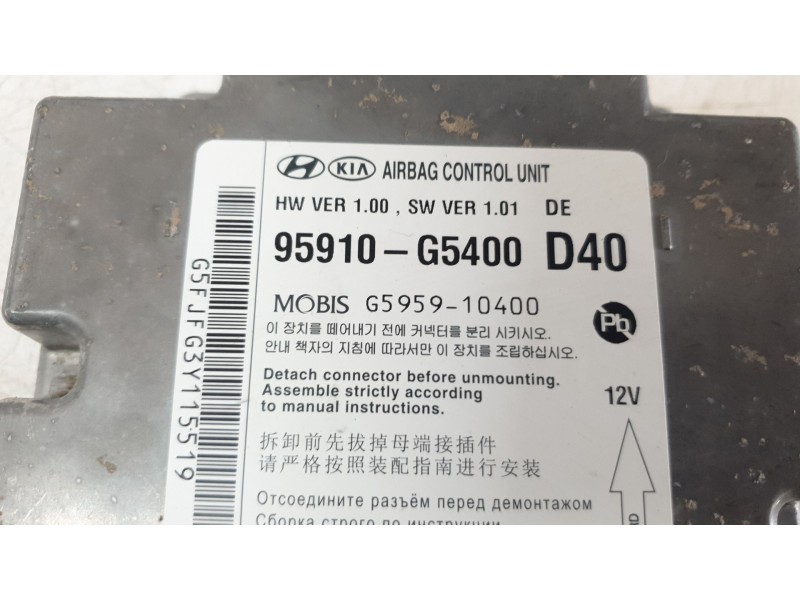 KIA AIRBAG CONTROL UNIT
HW VER 1.00 , SW VER 1.01 DE
95910-G5400 D40
MOBIS G5959-10400
Pb
이 장치를 떼어내기 전에 커넥터를 분리 시키시오.
안내 책자의 지침에 따라서만 이 장치를 조립하십시오.
Detach connector before unmounting.
Assemble strictly according
to manual instructions.
12V
拆卸前先拔掉母端接插件
请严格按照装配指南进行安装
Отсоедините разъём перед демонтажом
Сборка строго по инструкции
G5FJFG3Y115519